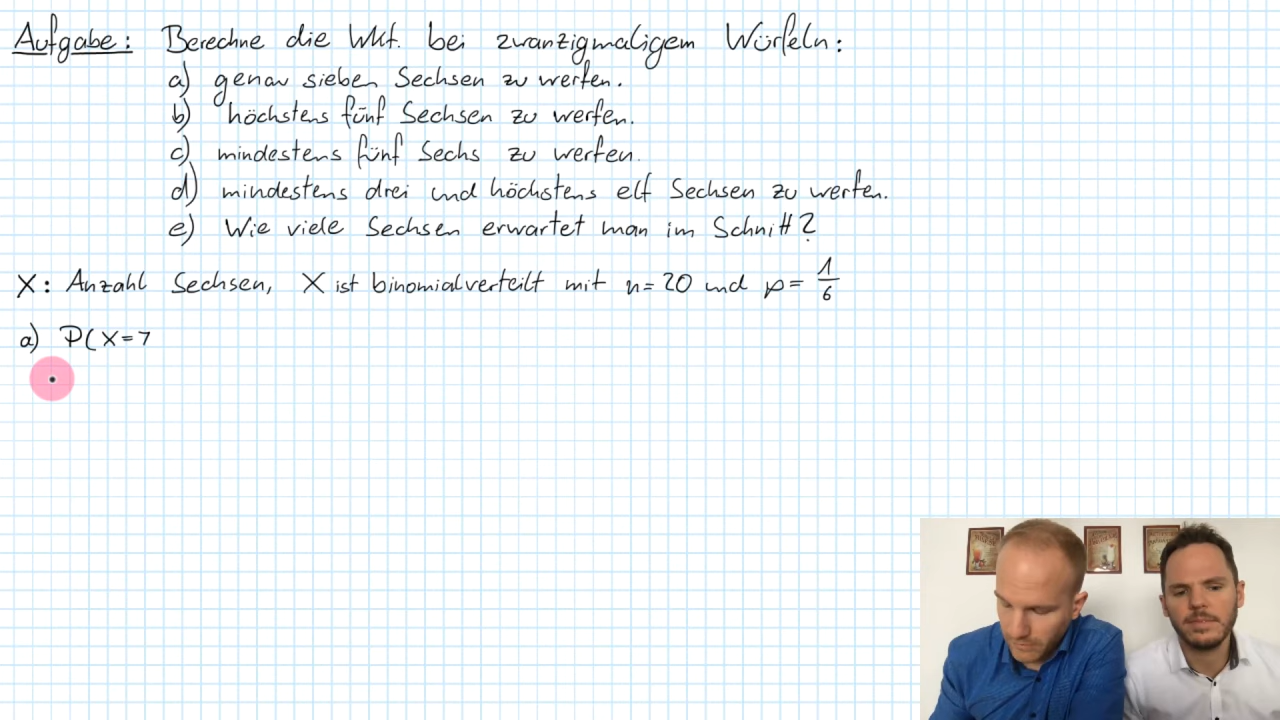 Aufgabe: Berechne die Wkt. bei zwanzigmaligem Würfeln:
a) genau sieben Sechsen zu werfen.
b) höchstens fünf Sechsen zu werfen.
c) mindestens fünf Sechs zu werfen.
d) mindestens drei und höchstens elf Sechsen zu werfen.
e) Wie viele Sechsen erwartet man im Schnitt?
X: Anzahl Sechsen, X ist binomialverteilt mit n=20 und p= 1/6
a) P(X=7